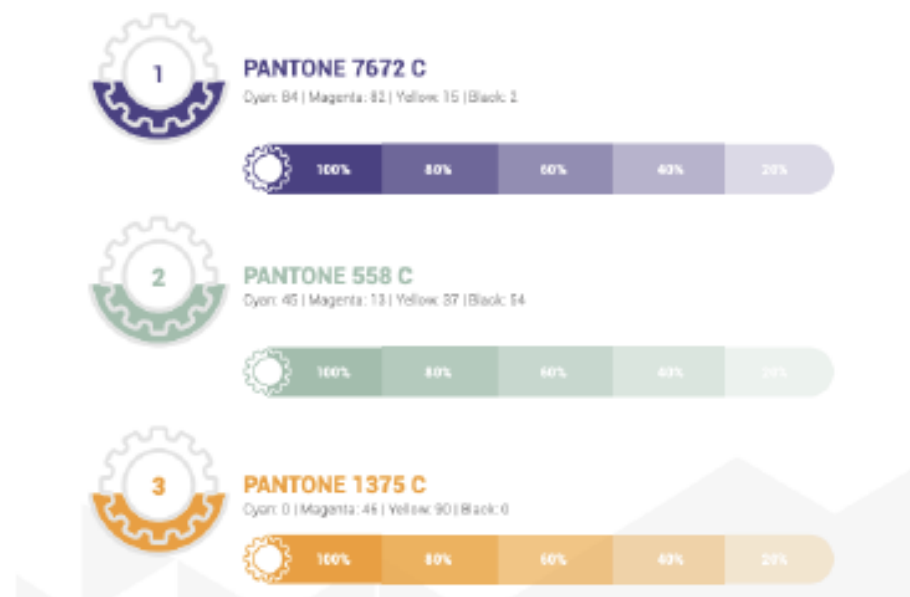 1
PANTONE 7672 C
Cyan: 84 | Magenta: 82 | Yellow: 15 | Black: 2
100% 80% 60% 40% 20%
2
PANTONE 558 C
Cyan: 45 | Magenta: 13 | Yellow: 37 | Black: 54
100% 80% 60% 40% 20%
3
PANTONE 1375 C
Cyan: 0 | Magenta: 46 | Yellow: 90 | Black: 0
100% 80% 60% 40% 20%